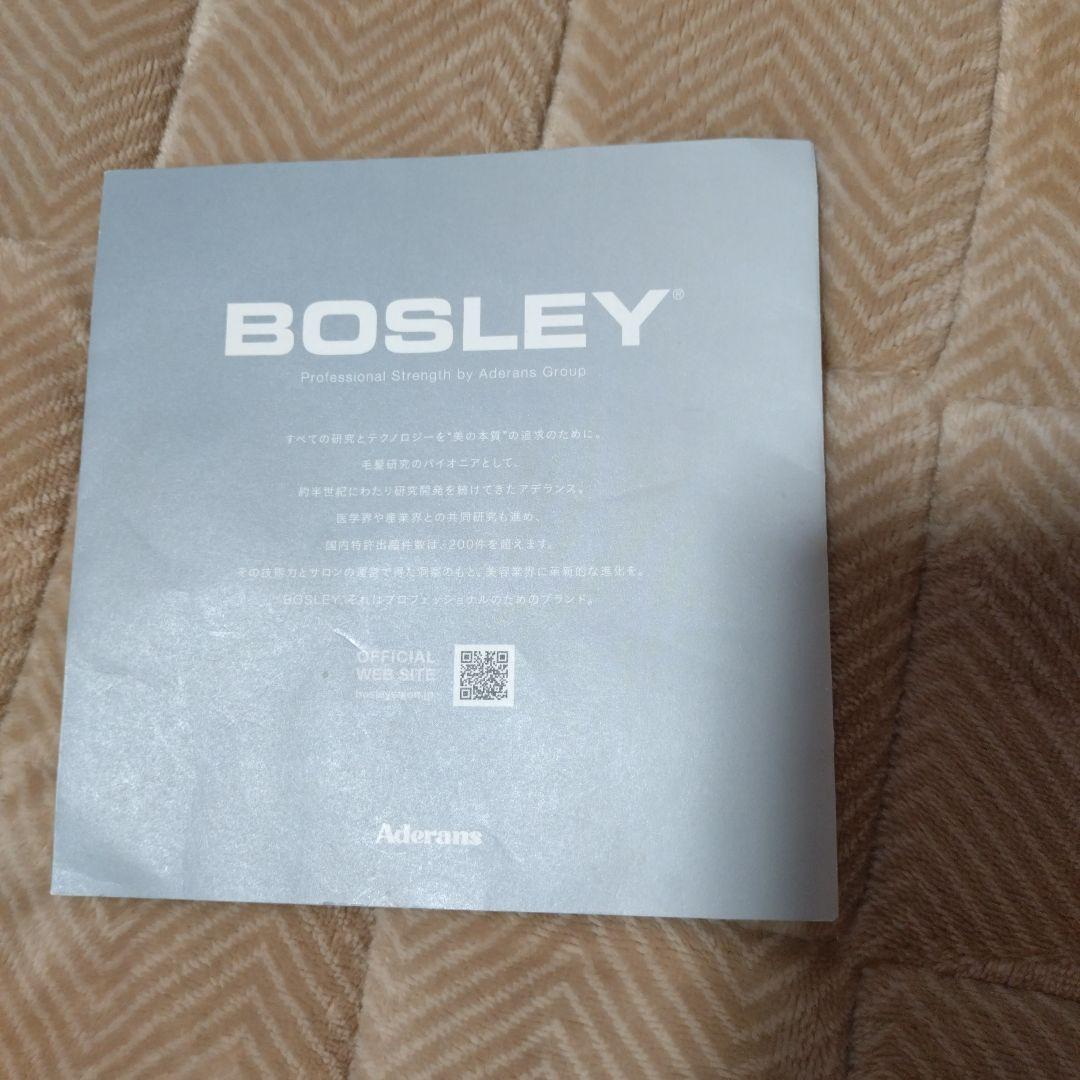 BOSLEY®
Professional Strength by Aderans Group
すべての研究とテクノロジーを"美の本質"の追求のために。
毛髪研究のパイオニアとして、
約半世紀にわたり研究開発を続けてきたアデランス。
医学界や産業界との共同研究も進め、
国内特許出願件数は、200件を超えます。
その技術力とサロンの運営で得た洞察のもと、美容業界に革新的な進化を。
BOSLEY、それはプロフェッショナルのためのブランド。
OFFICIAL
WEB SITE
bosleysalon.jp
Aderans